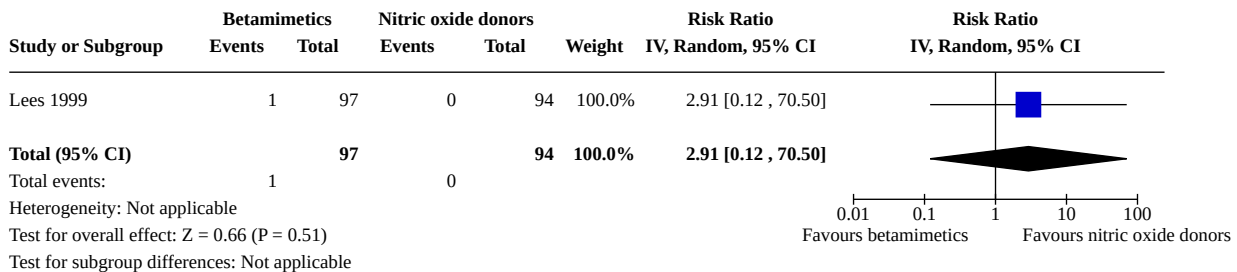 Betamimetics Nitric oxide donors Risk Ratio Risk Ratio
Study or Subgroup Events Total Events Total Weight IV, Random, 95% CI IV, Random, 95% CI
Lees 1999 1 97 0 94 100.0% 2.91 [0.12 , 70.50]
Total (95% CI) 97 94 100.0% 2.91 [0.12 , 70.50]
Total events: 1 0
Heterogeneity: Not applicable
0.01 0.1 1 10 100
Test for overall effect: Z = 0.66 (P = 0.51) Favours betamimetics Favours nitric oxide donors
Test for subgroup differences: Not applicable